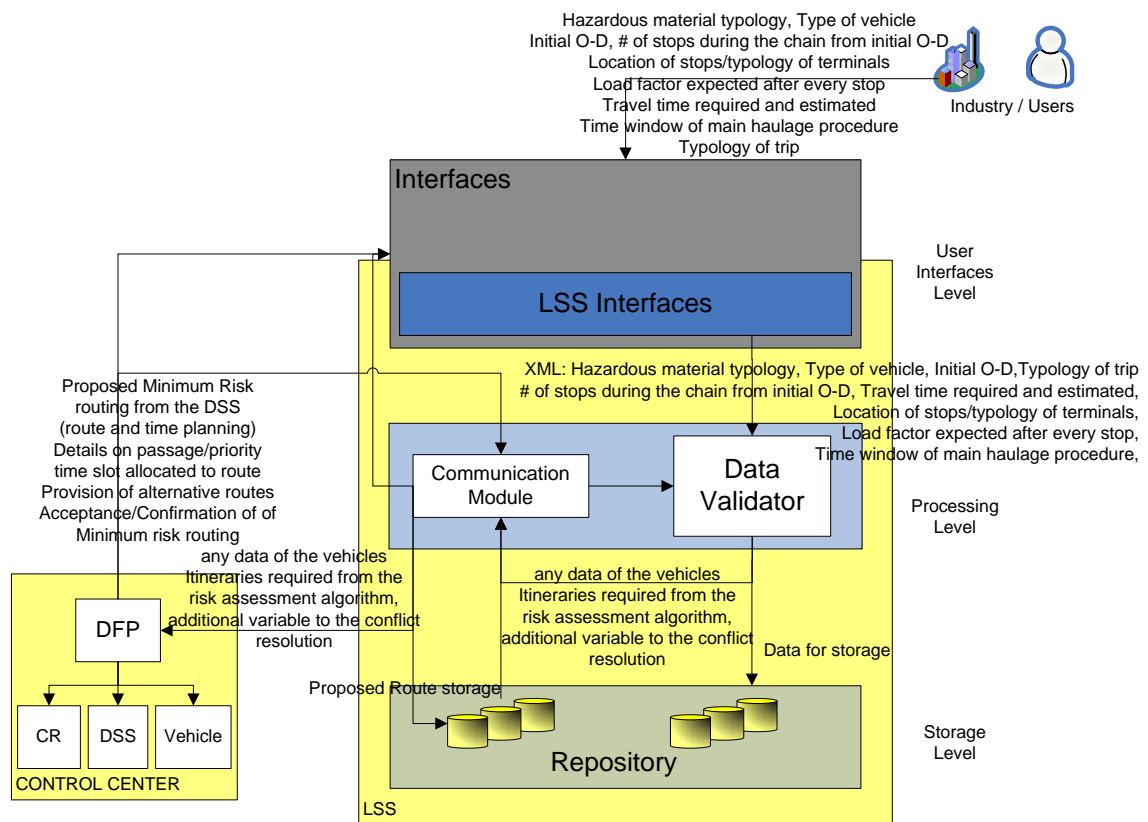 Hazardous material typology, Type of vehicle
Initial O-D, # of stops during the chain from initial O-D
Location of stops/typology of terminals
Load factor expected after every stop
Travel time required and estimated
Time window of main haulage procedure
Typology of trip
Industry / Users
Interfaces
User
Interfaces
Level
LSS Interfaces
XML: Hazardous material typology, Type of vehicle, Initial O-D,Typology of trip
# of stops during the chain from initial O-D, Travel time required and estimated,
Location of stops/typology of terminals,
Load factor expected after every stop,
Time window of main haulage procedure,
Proposed Minimum Risk
routing from the DSS
(route and time planning)
Details on passage/priority
time slot allocated to route
Provision of alternative routes
Acceptance/Confirmation of of
Minimum risk routing
Communication
Module
Data
Validator
Processing
Level
any data of the vehicles
Itineraries required from the
risk assessment algorithm,
additional variable to the conflict
resolution
any data of the vehicles
Itineraries required from the
risk assessment algorithm,
additional variable to the conflict
resolution
Data for storage
DFP
CR
DSS
Vehicle
CONTROL CENTER
Proposed Route storage
Repository
Storage
Level
LSS